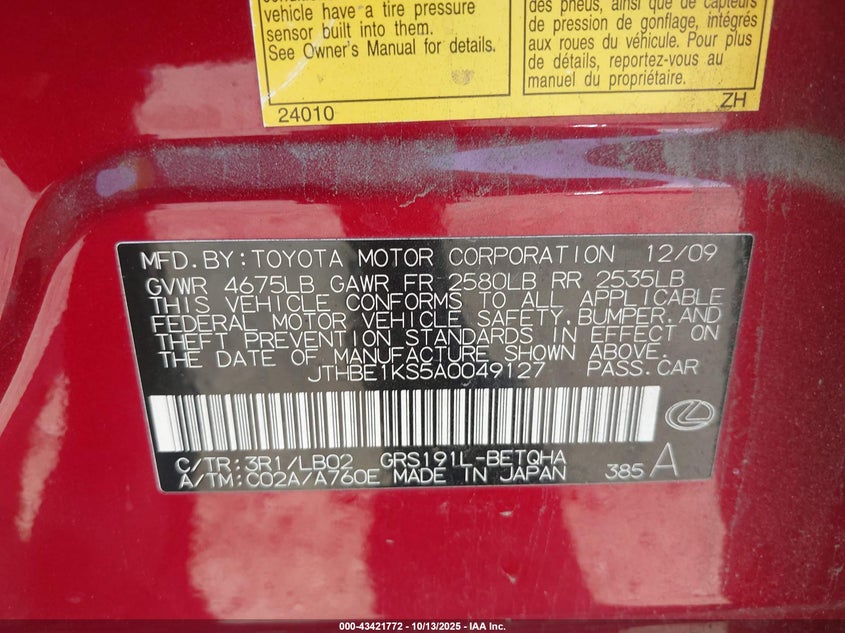 vehicle have a tire pressure
sensor built into them.
See Owner's Manual for details.
24010
des pneus, ainsi que de capteurs
de pression de gonflage, intégrés
aux roues du véhicule. Pour plus
de détails, reportez-vous au
manuel du propriétaire.
ZH
MFD.BY:TOYOTA MOTOR CORPORATION 12/09
GVWR 4675LB GAWR FR 2580LB RR 2535LB
THIS VEHICLE CONFORMS TO ALL APPLICABLE
FEDERAL MOTOR VEHICLE SAFETY,BUMPER,AND
THEFT PREVENTION STANDARDS IN EFFECT ON
THE DATE OF MANUFACTURE SHOWN ABOVE.
JTHBE1KS5A0049127 PASS.CAR
C/TR:3R1/LB02 GRS191L-BETQHA
A/TM:C02A/A760E MADE IN JAPAN 385 A
000-43421772 - 10/13/2025 - IAA Inc.